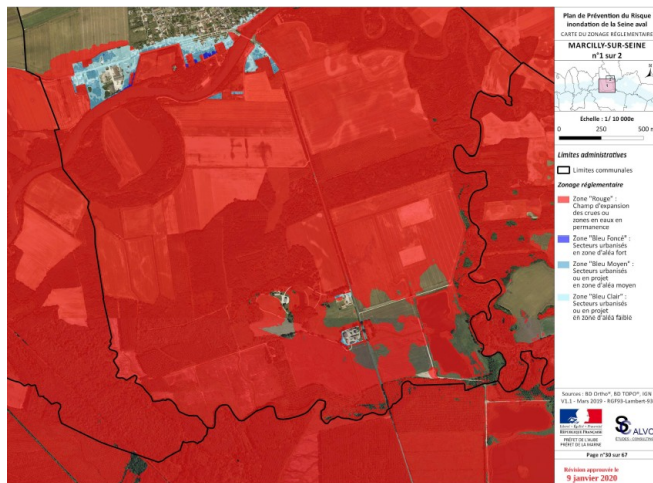 Plan de Prévention du Risque
inondation de la Seine aval
CARTE DU ZONAGE RÉGLEMENTAIRE
MARCILLY-SUR-SEINE
n°1 sur 2
N
1
Echelle : 1/ 10 000e
0 250 500 m
Limites administratives
Limites communales
Zonage réglementaire
Zone "Rouge" :
Champ d'expansion
des crues ou
zones en eaux en
permanence
Zone "Bleu Foncé" :
Secteurs urbanisés
en zone d'aléa fort
Zone "Bleu Moyen" :
Secteurs urbanisés
ou en projet
en zone d'aléa moyen
Zone "Bleu Clair" :
Secteurs urbanisés
ou en projet
en zone d'aléa faible
Sources : BD Ortho®, BD TOPO®, IGN
V1.1 - Mars 2019 - RGF93-Lambert-93
RÉPUBLIQUE FRANÇAISE
PRÉFET DE L'AUBE
PRÉFET DE LA MARNE
ALVO
Page n°30 sur 67
Révision approuvée le
9 janvier 2020